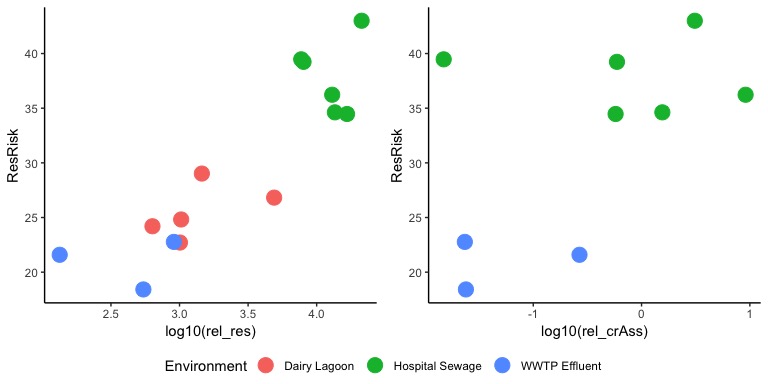 ResRisk
40
35
30
25
20
2.5 3.0 3.5 4.0
log10(rel_res)
ResRisk
40
35
30
25
20
-1 0 1
log10(rel_crAss)
Environment Dairy Lagoon Hospital Sewage WWTP Effluent